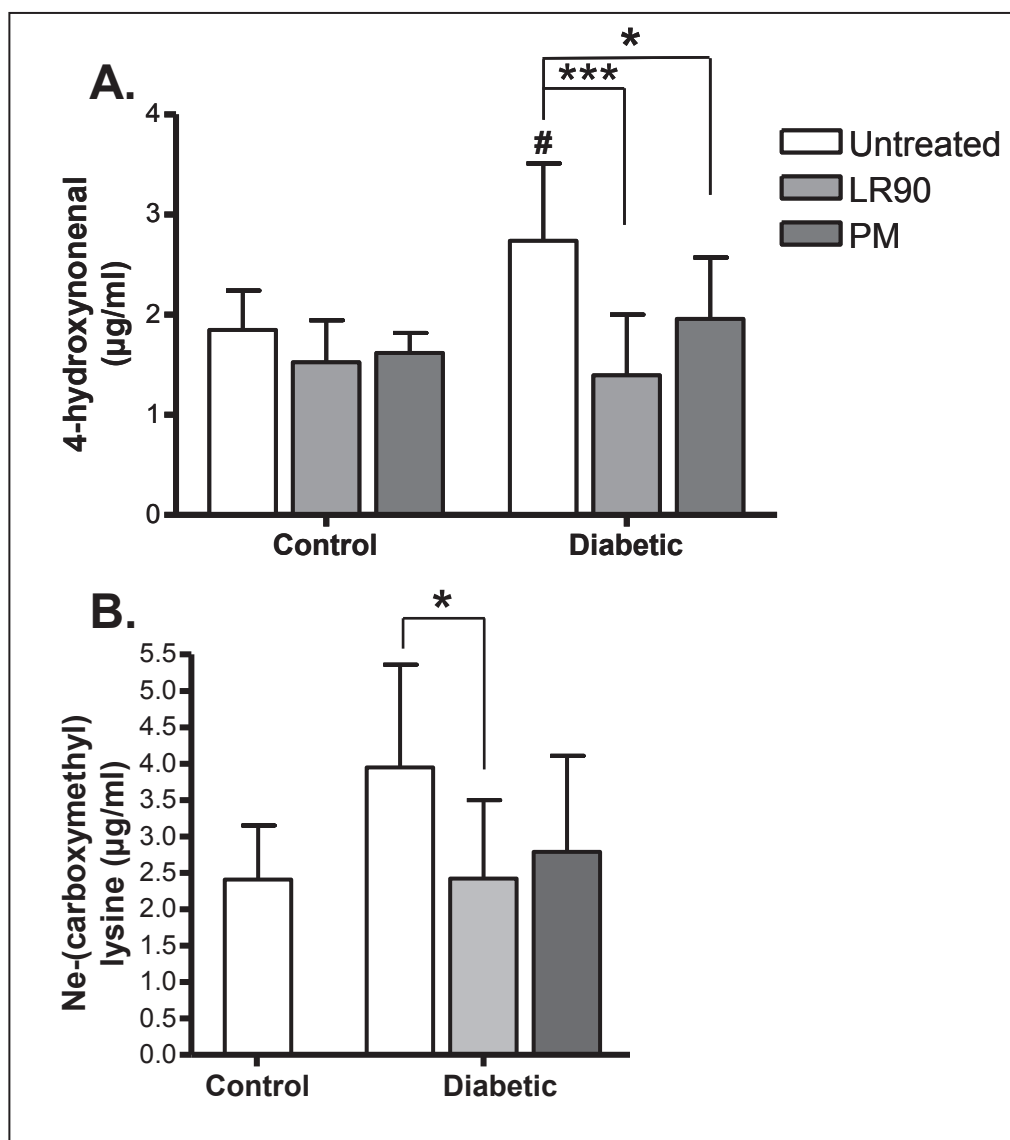 A.
*
***
#
4-hydroxynonenal
(µg/ml)
4
3
2
1
0
Control
Diabetic
Untreated
LR90
PM
B.
*
Ne-(carboxymethyl)
lysine (µg/ml)
5.5
5.0
4.5
4.0
3.5
3.0
2.5
2.0
1.5
1.0
0.5
0.0
Control
Diabetic